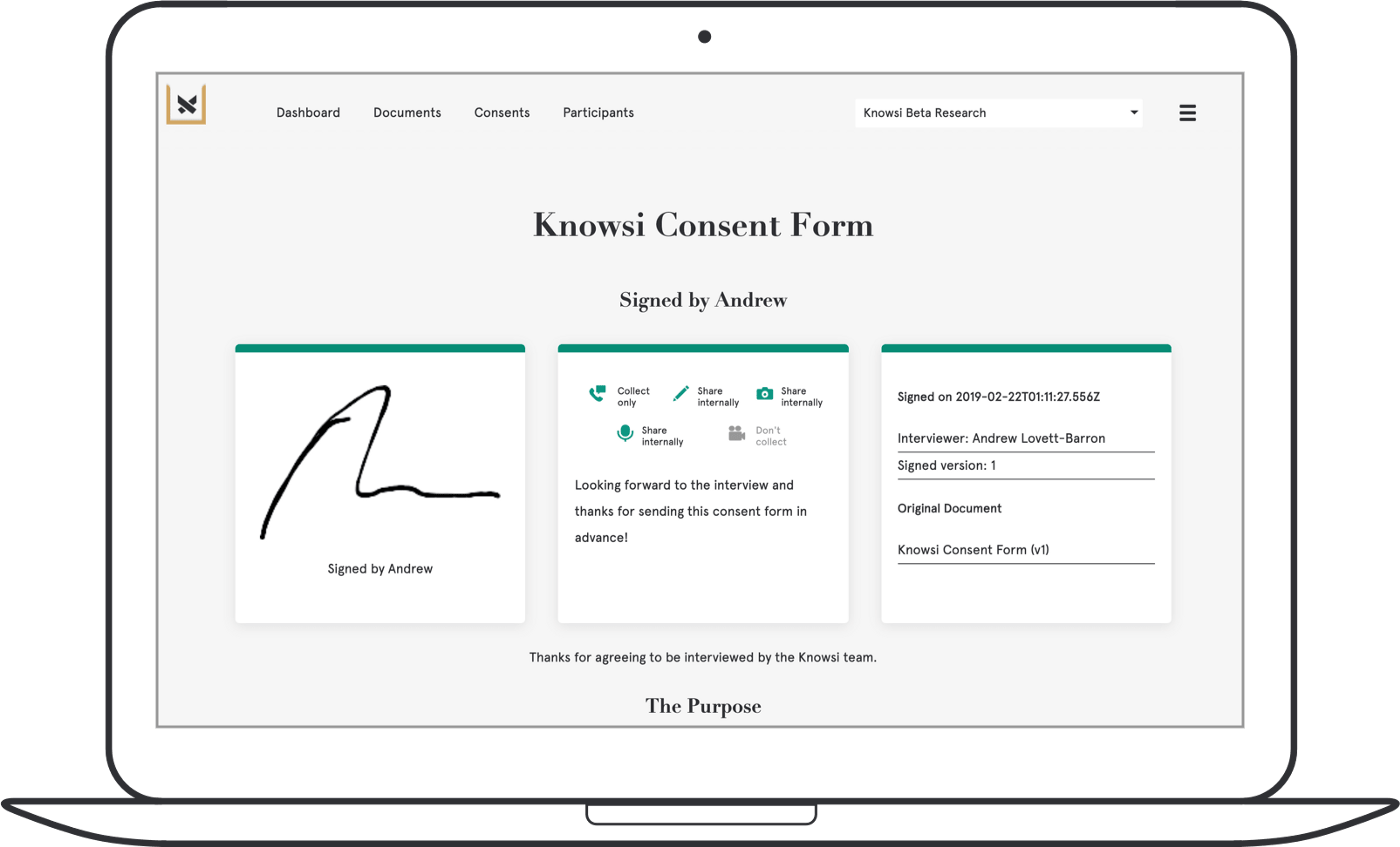 Dashboard Documents Consents Participants Knowsi Beta Research
Knowsi Consent Form
Signed by Andrew
Signed by Andrew
Collect only
Share internally
Share internally
Share internally
Don't collect
Looking forward to the interview and
thanks for sending this consent form in
advance!
Signed on 2019-02-22T01:11:27.556Z
Interviewer: Andrew Lovett-Barron
Signed version: 1
Original Document
Knowsi Consent Form (v1)
Thanks for agreeing to be interviewed by the Knowsi team.
The Purpose